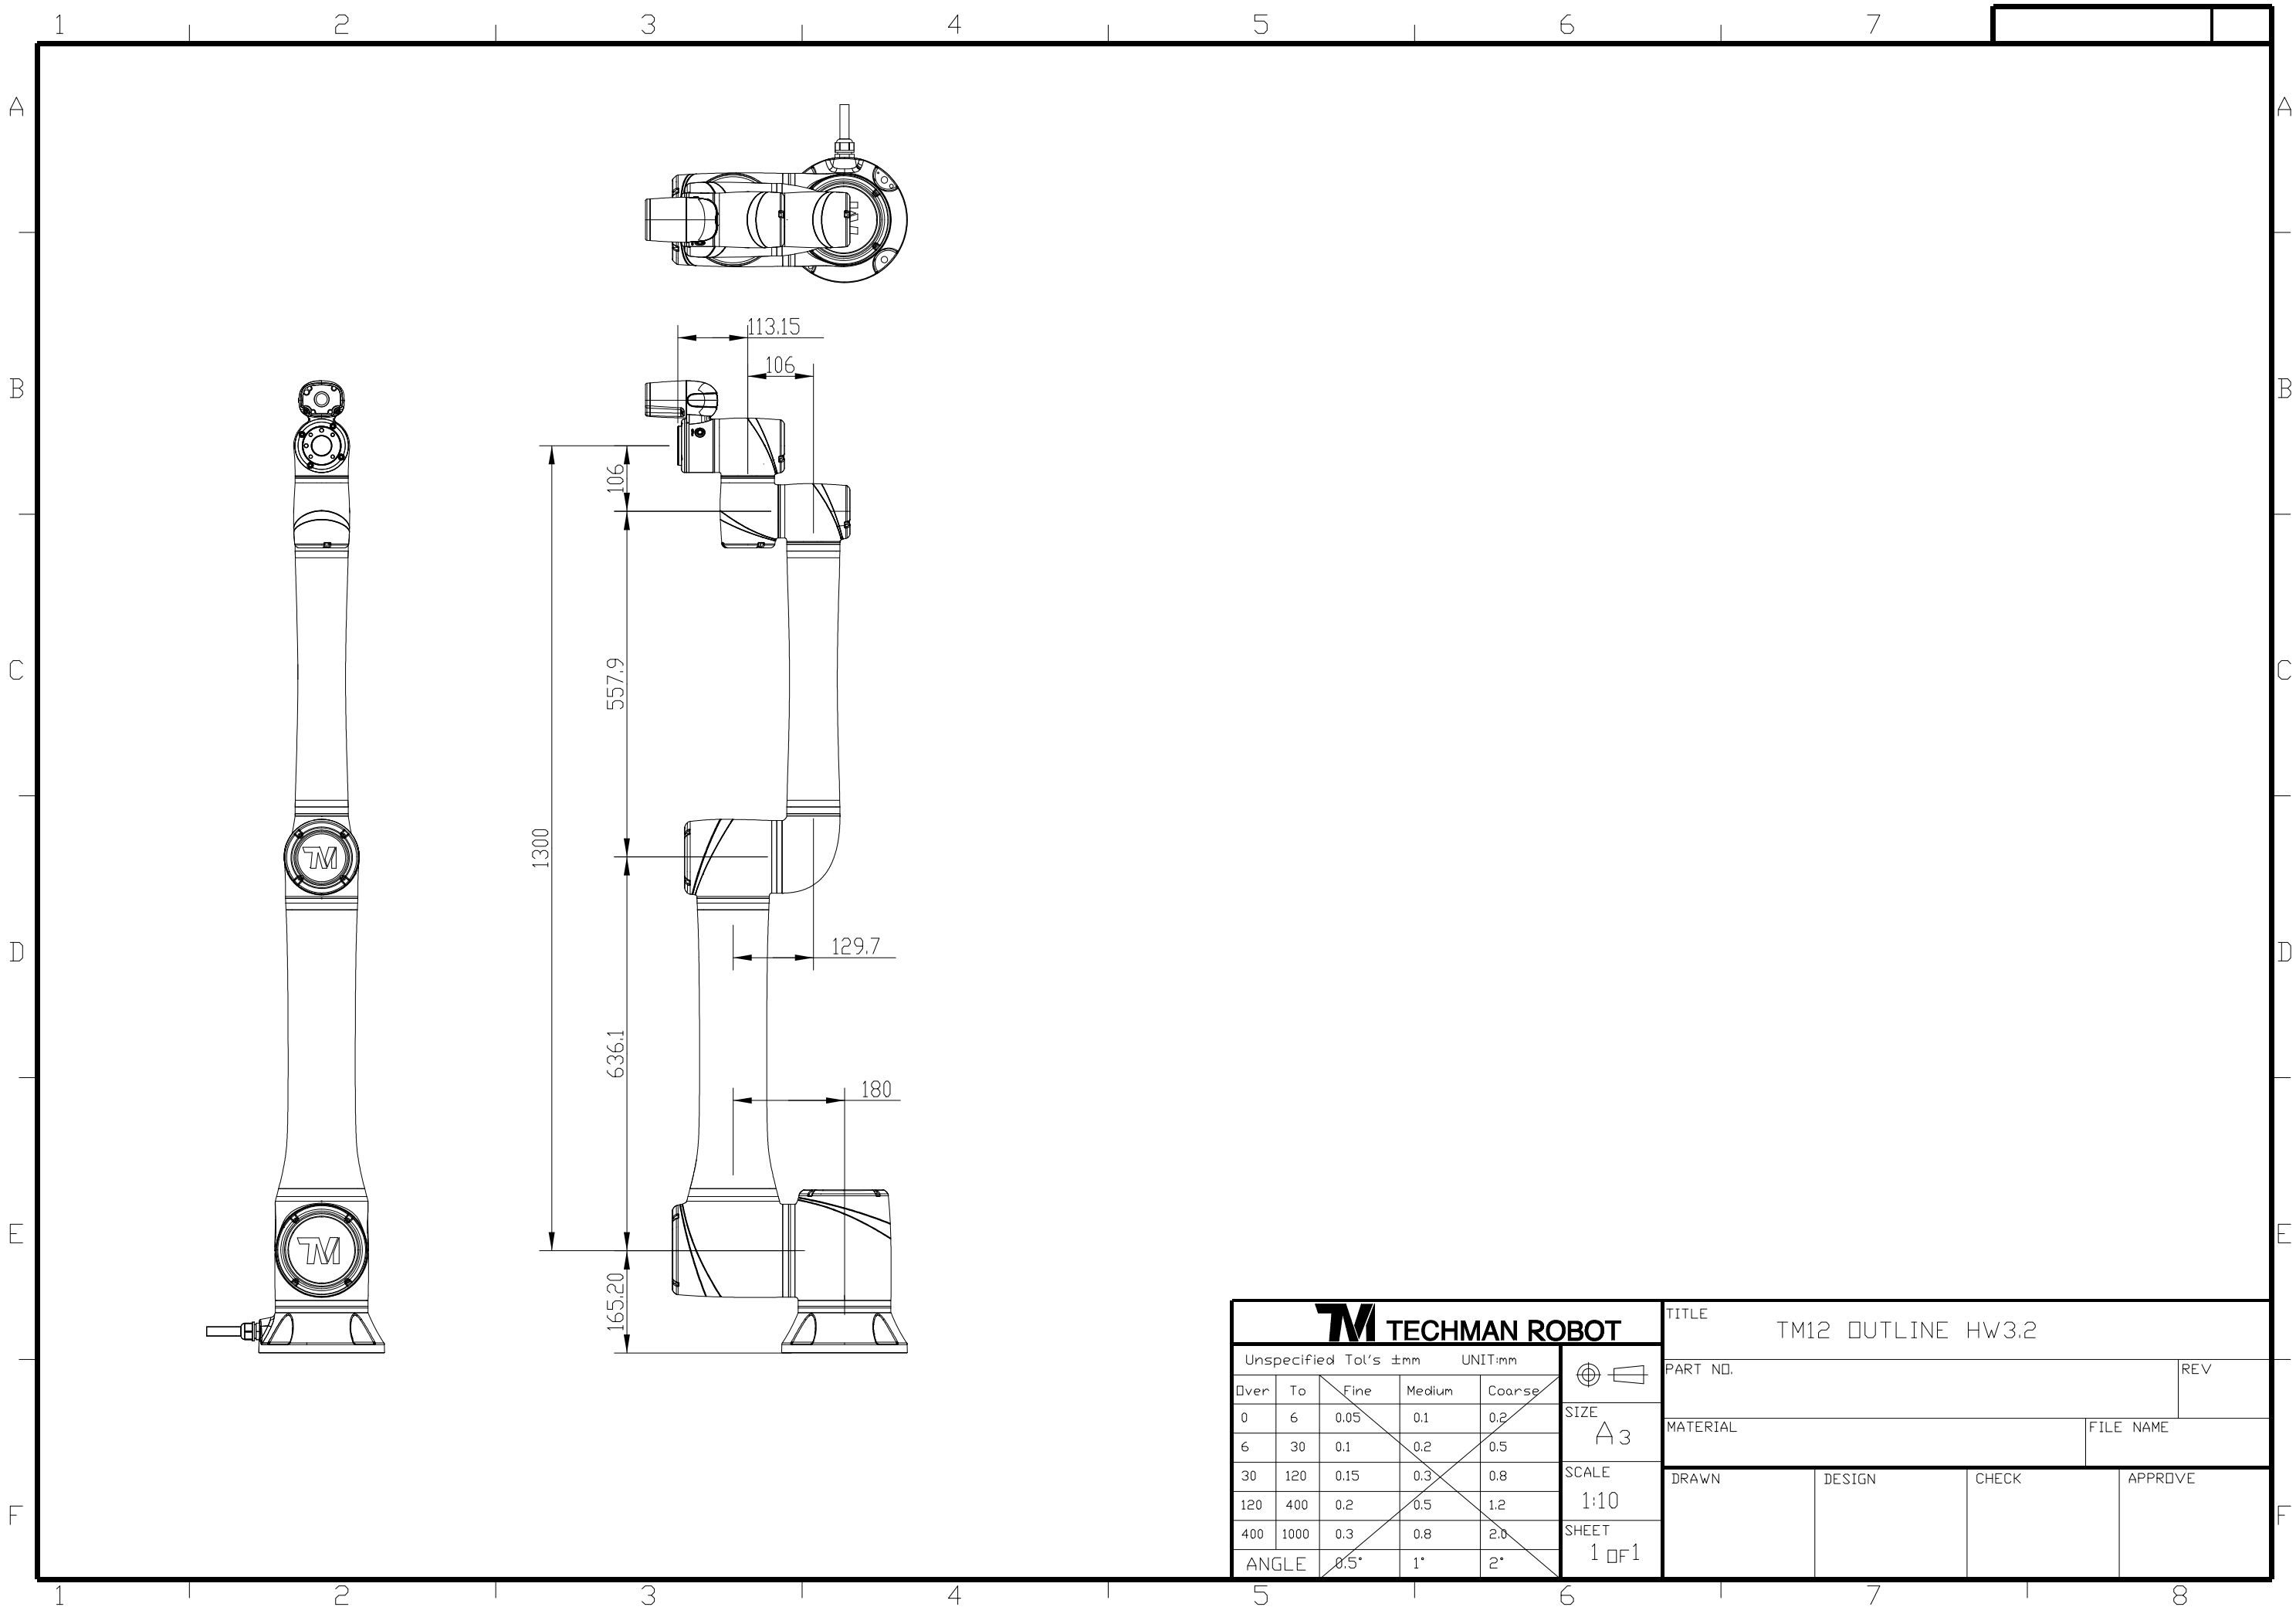 1 2 3 4 5 6 7
A A
B B
C C
D D
E E
F F
113.15
106
106
557.9
1300
129.7
636.1
180
165.20
TM
TM
TM
TM TECHMAN ROBOT
Unspecified Tol's ±mm UNIT:mm
Over To Fine Medium Coarse
0 6 0.05 0.1 0.2
6 30 0.1 0.2 0.5
30 120 0.15 0.3 0.8
120 400 0.2 0.5 1.2
400 1000 0.3 0.8 2.0
ANGLE 0.5° 1° 2°
SIZE
A3
SCALE
1:10
SHEET
1 OF 1
TITLE
TM12 OUTLINE HW3.2
PART NO.
REV
MATERIAL
FILE NAME
DRAWN DESIGN CHECK APPROVE
1 2 3 4 5 6 7 8